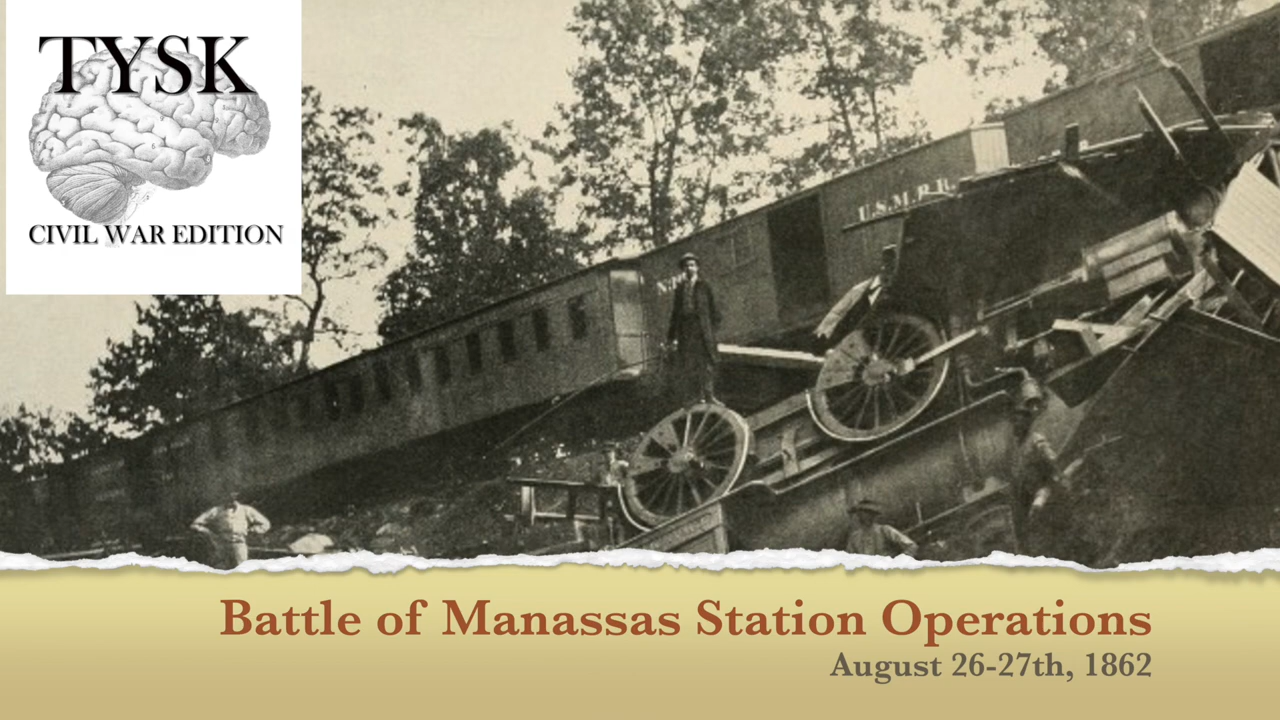 TYSK
CIVIL WAR EDITION
U.S.M.R.R.
Battle of Manassas Station Operations
August 26-27th, 1862